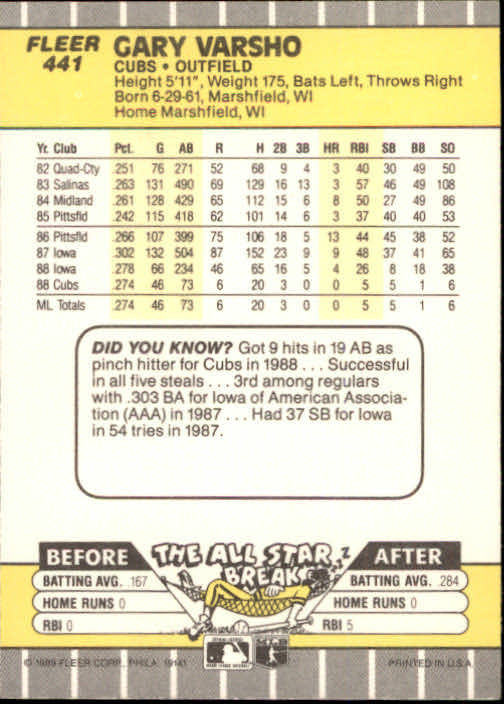 FLEER
441
GARY VARSHO
CUBS • OUTFIELD
Height 5'11", Weight 175, Bats Left, Throws Right
Born 6-29-61, Marshfield, WI
Home Marshfield, WI
Yr. Club Pct. G AB R H 2B 3B HR RBI SB BB SO
82 Quad-Cty .251 76 271 52 68 9 4 3 40 30 49 50
83 Salinas .263 131 490 69 129 16 13 3 57 46 49 108
84 Midland .261 128 429 65 112 15 6 8 50 27 49 86
85 Pittsfld .242 115 418 62 101 14 6 3 37 40 40 53
86 Pittsfld .266 107 399 75 106 18 5 13 44 45 38 52
87 Iowa .302 132 504 87 152 23 9 9 48 37 41 65
88 Iowa .278 66 234 46 65 16 5 4 26 8 18 38
88 Cubs .274 46 73 6 20 3 0 0 5 5 1 6
ML Totals .274 46 73 6 20 3 0 0 5 5 1 6
DID YOU KNOW? Got 9 hits in 19 AB as
pinch hitter for Cubs in 1988 . . . Successful
in all five steals . . . 3rd among regulars
with .303 BA for Iowa of American Associa-
tion (AAA) in 1987 . . . Had 37 SB for Iowa
in 54 tries in 1987.
BEFORE THE ALL STAR BREAK Z Z AFTER
BATTING AVG. .167 BATTING AVG. .284
HOME RUNS 0 HOME RUNS 0
RBI 0 RBI 5
© 1989 FLEER CORP., PHILA. 19141 PRINTED IN U.S.A.